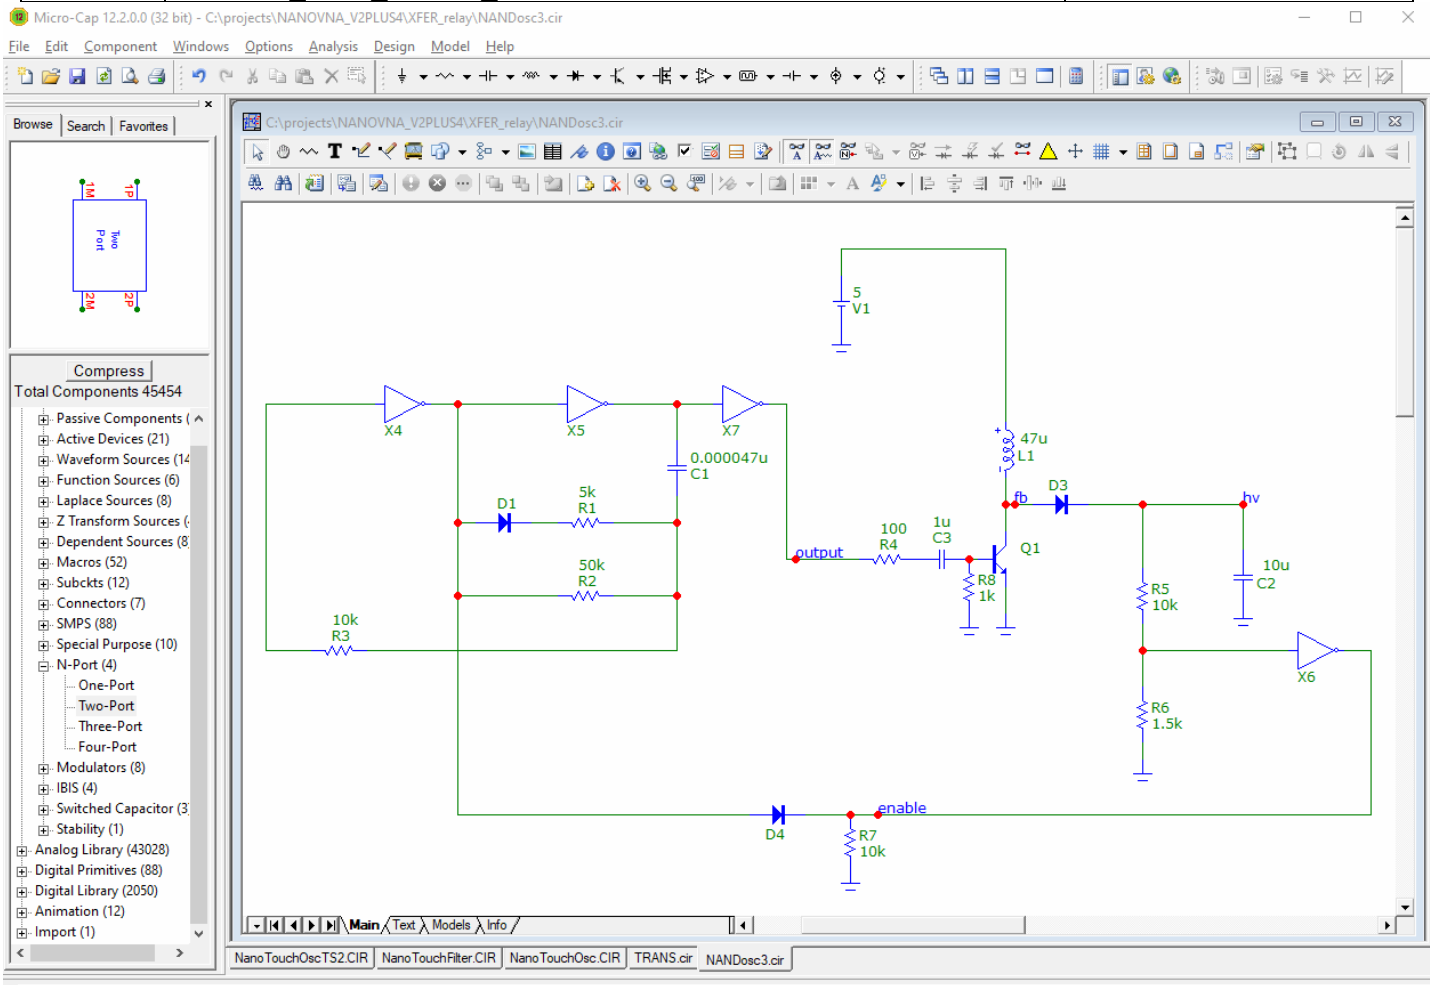 Micro-Cap 12.2.0.0 (32 bit) - C:\projects\NANOVNA_V2PLUS4\XFER_relay\NANDosc3.cir
File Edit Component Windows Options Analysis Design Model Help
Browse Search Favorites
1M 1P
Two Port
2M 2P
Compress
Total Components 45454
Passive Components (
Active Devices (21)
Waveform Sources (14
Function Sources (6)
Laplace Sources (8)
Z Transform Sources (
Dependent Sources (8
Macros (52)
Subckts (12)
Connectors (7)
SMPS (88)
Special Purpose (10)
N-Port (4)
One-Port
Two-Port
Three-Port
Four-Port
Modulators (8)
IBIS (4)
Switched Capacitor (3
Stability (1)
Analog Library (43028)
Digital Primitives (88)
Digital Library (2050)
Animation (12)
Import (1)
C:\projects\NANOVNA_V2PLUS4\XFER_relay\NANDosc3.cir
5
V1
X4
X5
X7
0.000047u
C1
47u
L1
D1
5k
R1
fb
D3
hv
output
100
R4
1u
C3
Q1
50k
R2
R8
1k
10u
C2
R5
10k
10k
R3
X6
R6
1.5k
enable
D4
R7
10k
Main Text Models Info
NanoTouchOscTS2.CIR NanoTouchFilter.CIR NanoTouchOsc.CIR TRANS.cir NANDosc3.cir